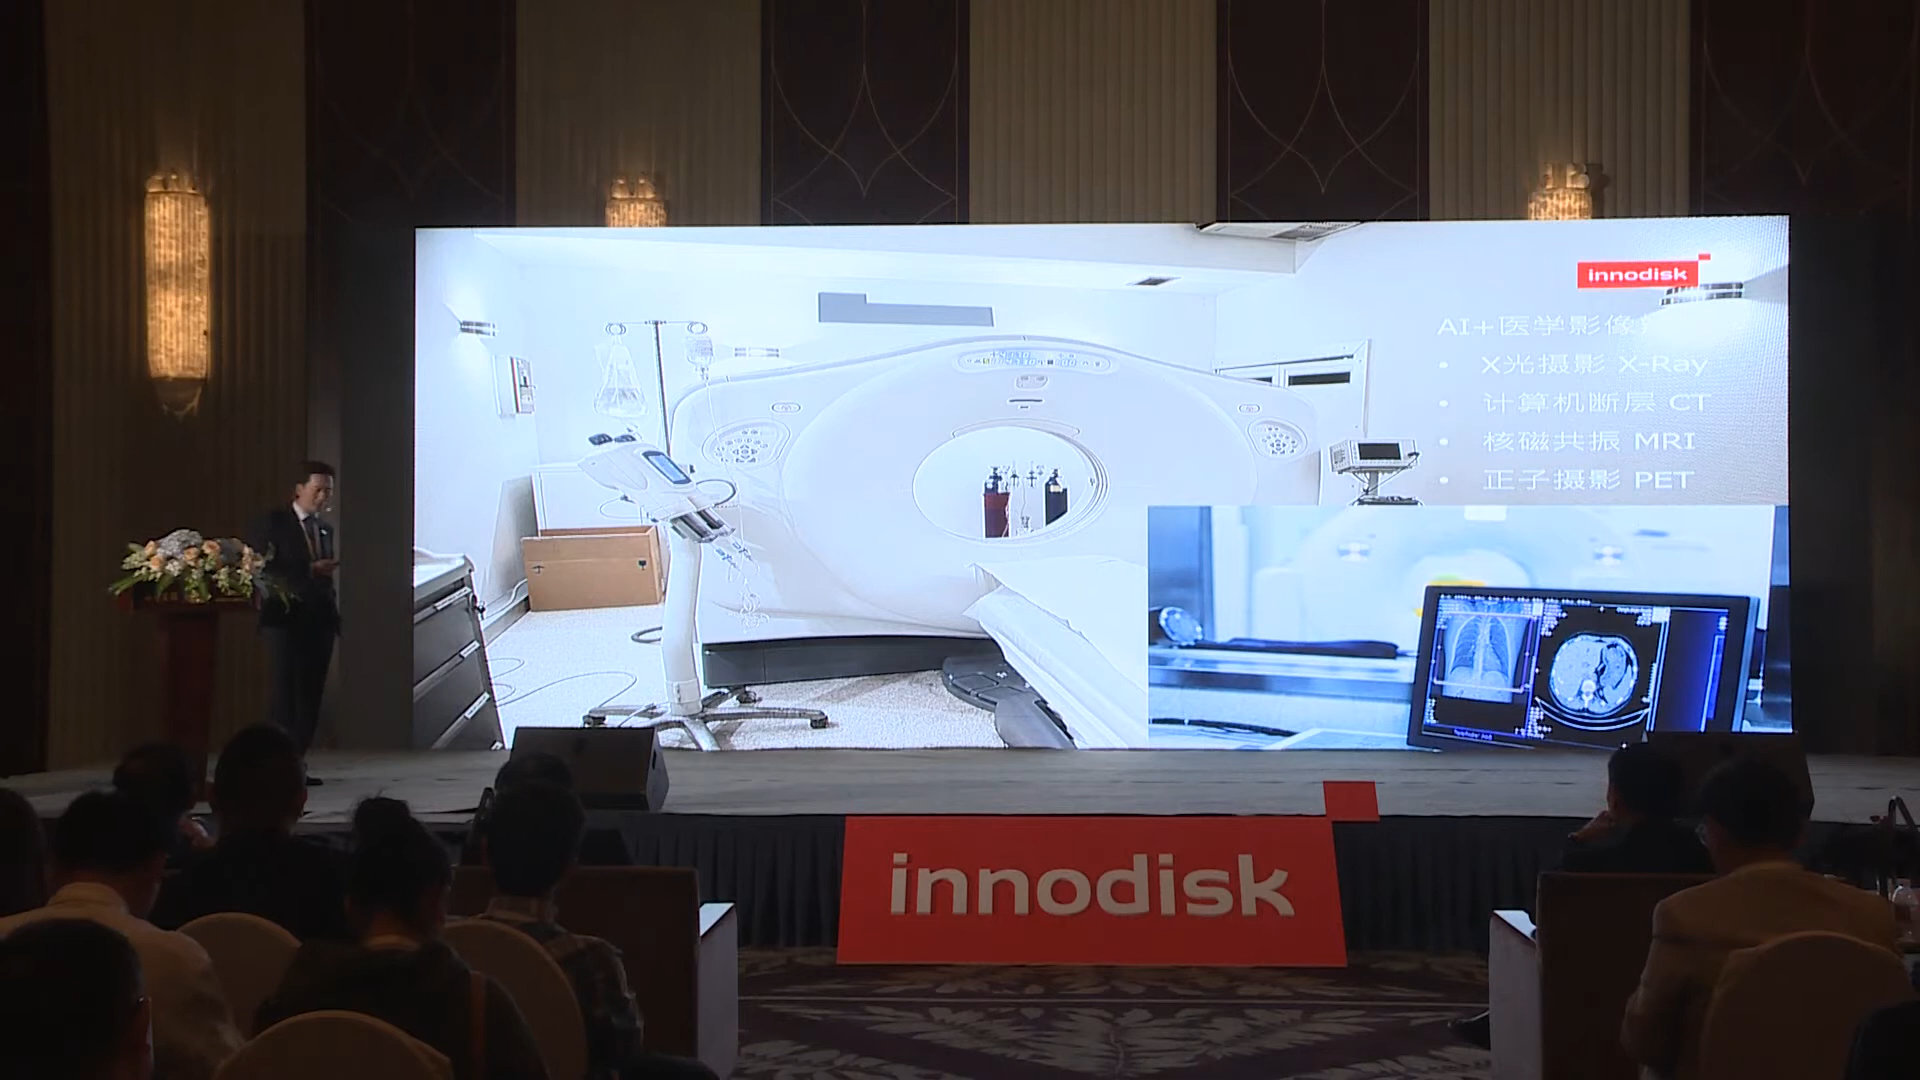 innodisk
AI+医学影像
• X光摄影 X-Ray
• 计算机断层 CT
• 核磁共振 MRI
• 正子摄影 PET
innodisk